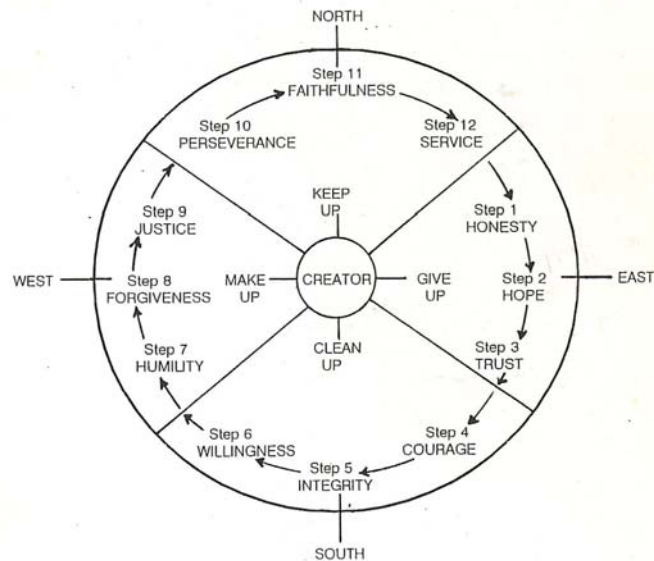 NORTH
Step 11
FAITHFULNESS
Step 10
PERSEVERANCE
Step 12
SERVICE
KEEP
UP
Step 9
JUSTICE
Step 1
HONESTY
WEST
Step 8
FORGIVENESS
MAKE
UP
CREATOR
GIVE
UP
Step 2
HOPE
EAST
CLEAN
UP
Step 7
HUMILITY
Step 3
TRUST
Step 6
WILLINGNESS
Step 4
COURAGE
Step 5
INTEGRITY
SOUTH